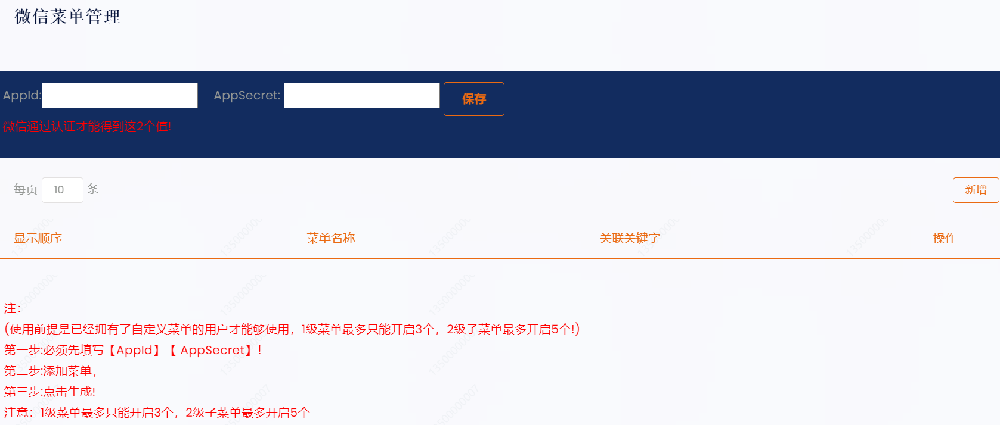 微信菜单管理
AppId: AppSecret: 保存
微信通过认证才能得到这2个值!
每页 10 条 新增
显示顺序 菜单名称 关联关键字 操作
注：
(使用前提是已经拥有了自定义菜单的用户才能够使用，1级菜单最多只能开启3个，2级子菜单最多开启5个!)
第一步:必须先填写【AppId】【 AppSecret】!
第二步:添加菜单，
第三步:点击生成!
注意：1级菜单最多只能开启3个，2级子菜单最多开启5个